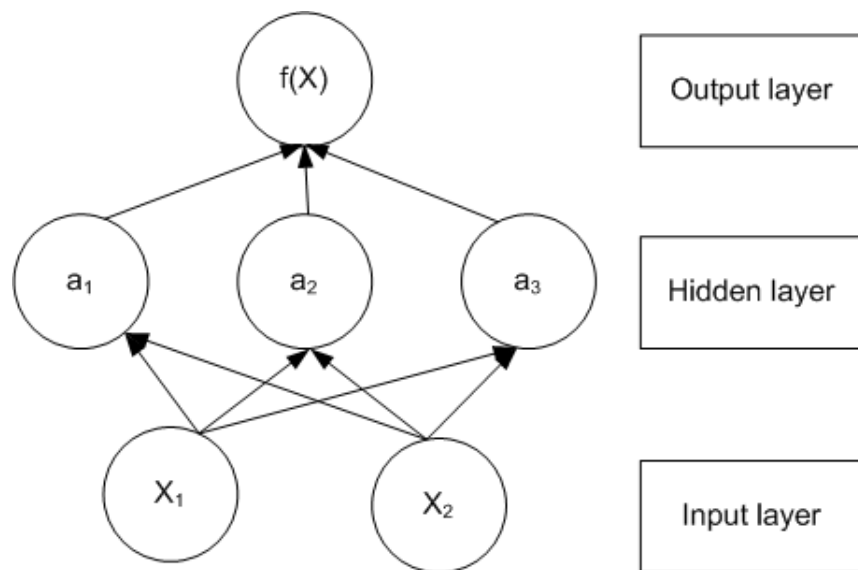 f(X)
Output layer
a₁
a₂
a₃
Hidden layer
X₁
X₂
Input layer